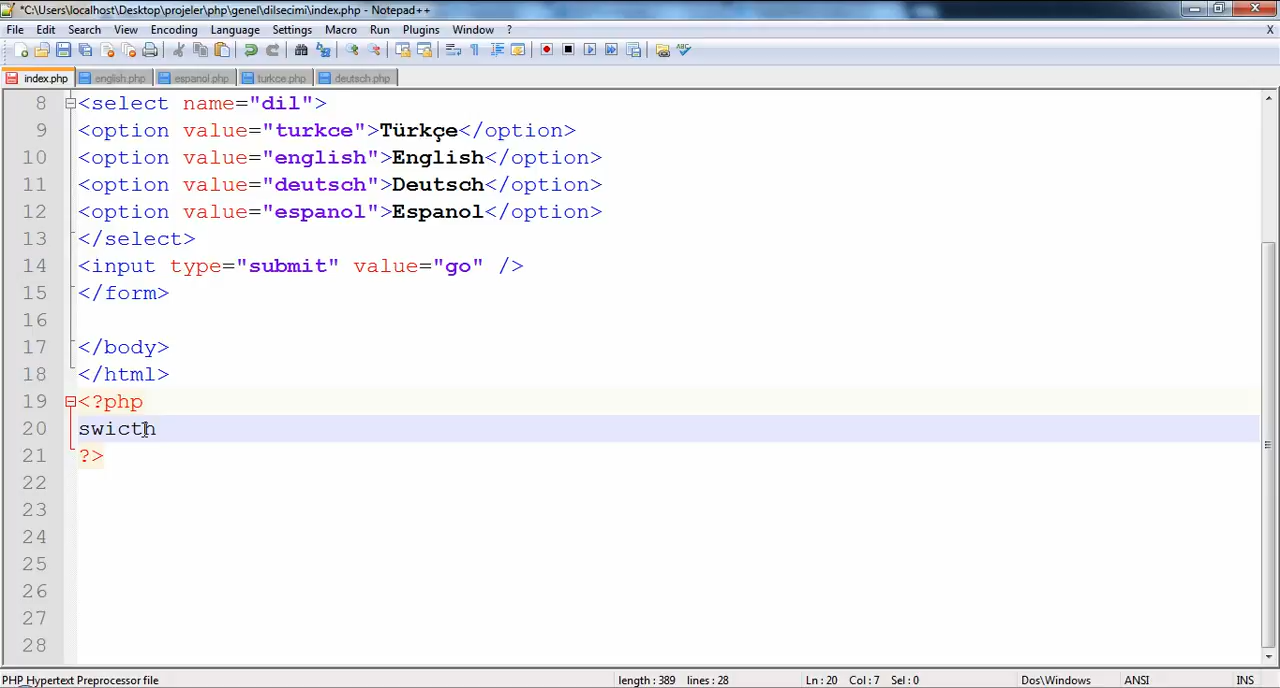 *C:\Users\localhost\Desktop\projeler\php\genel\dilsecimi\index.php - Notepad++
File Edit Search View Encoding Language Settings Macro Run Plugins Window ? X
index.php english.php espanol.php turkce.php deutsch.php
8 <select name="dil">
9 <option value="turkce">Türkçe</option>
10 <option value="english">English</option>
11 <option value="deutsch">Deutsch</option>
12 <option value="espanol">Espanol</option>
13 </select>
14 <input type="submit" value="go" />
15 </form>
16
17 </body>
18 </html>
19 <?php
20 swicth
21 ?>
22
23
24
25
26
27
28
PHP Hypertext Preprocessor file length : 389 lines : 28 Ln : 20 Col : 7 Sel : 0 Dos\Windows ANSI INS